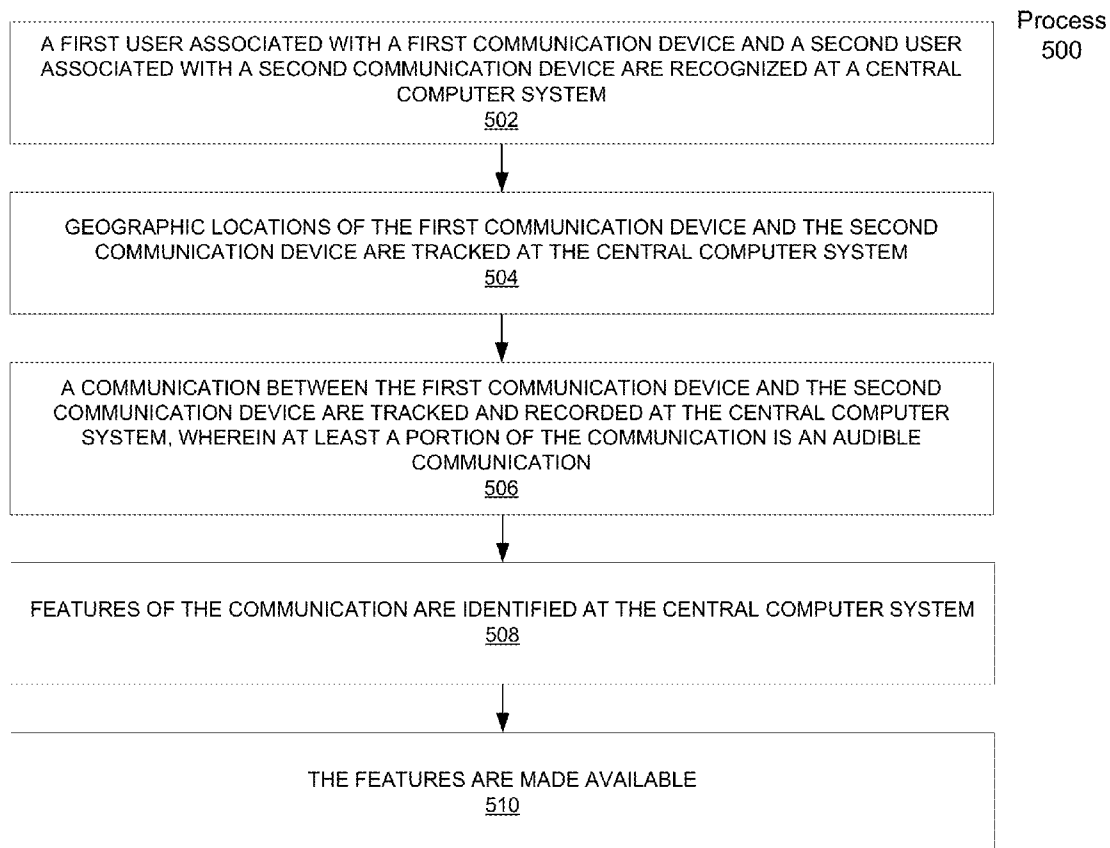 Process
500
A FIRST USER ASSOCIATED WITH A FIRST COMMUNICATION DEVICE AND A SECOND USER
ASSOCIATED WITH A SECOND COMMUNICATION DEVICE ARE RECOGNIZED AT A CENTRAL
COMPUTER SYSTEM
502
GEOGRAPHIC LOCATIONS OF THE FIRST COMMUNICATION DEVICE AND THE SECOND
COMMUNICATION DEVICE ARE TRACKED AT THE CENTRAL COMPUTER SYSTEM
504
A COMMUNICATION BETWEEN THE FIRST COMMUNICATION DEVICE AND THE SECOND
COMMUNICATION DEVICE ARE TRACKED AND RECORDED AT THE CENTRAL COMPUTER
SYSTEM, WHEREIN AT LEAST A PORTION OF THE COMMUNICATION IS AN AUDIBLE
COMMUNICATION
506
FEATURES OF THE COMMUNICATION ARE IDENTIFIED AT THE CENTRAL COMPUTER SYSTEM
508
THE FEATURES ARE MADE AVAILABLE
510